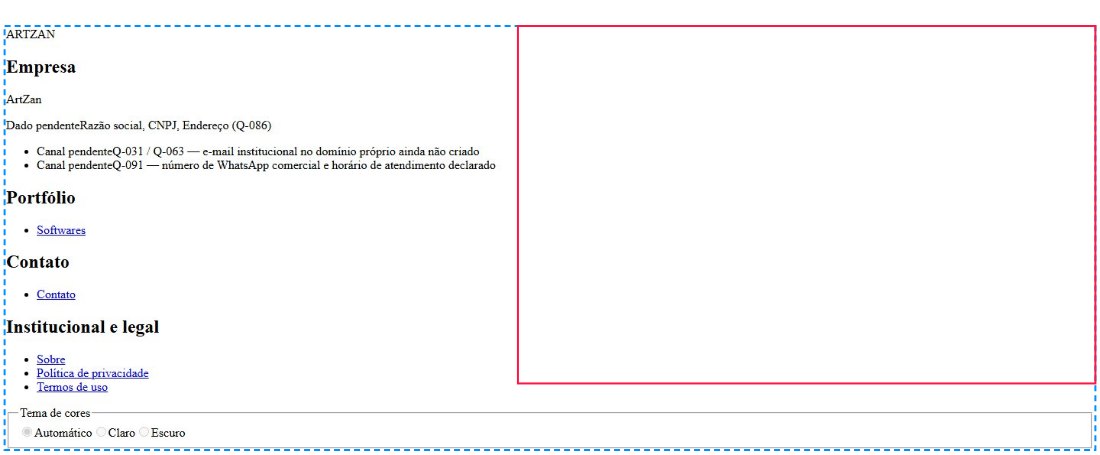 ARTZAN
Empresa
ArtZan
Dado pendenteRazão social, CNPJ, Endereço (Q-086)
Canal pendenteQ-031 / Q-063 — e-mail institucional no domínio próprio ainda não criado
Canal pendenteQ-091 — número de WhatsApp comercial e horário de atendimento declarado
Portfólio
Softwares
Contato
Contato
Institucional e legal
Sobre
Política de privacidade
Termos de uso
Tema de cores
Automático Claro Escuro